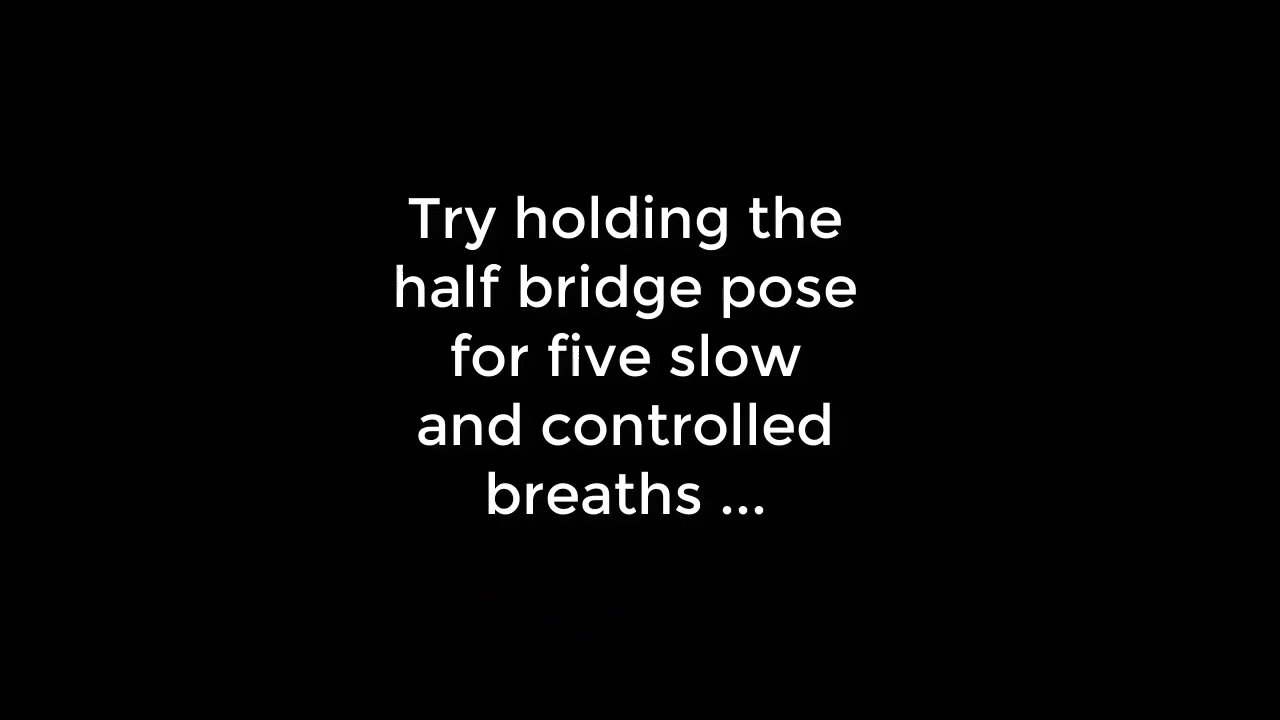 Try holding the
half bridge pose
for five slow
and controlled
breaths ...